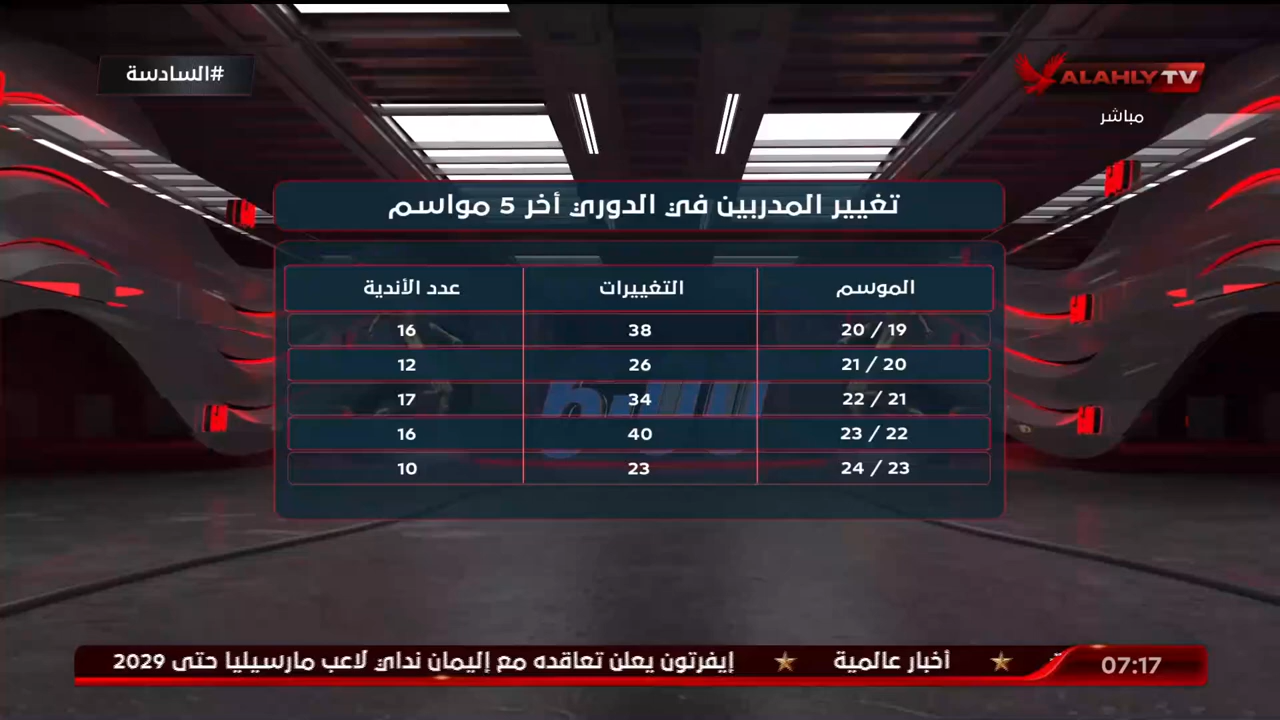 #السادسة
ALAHLY TV
مباشر
تغيير المدربين في الدوري أخر 5 مواسم
الموسم التغييرات عدد الأندية
19 / 20 38 16
20 / 21 26 12
21 / 22 34 17
22 / 23 40 16
23 / 24 23 10
07:17
أخبار عالمية ★ إيفرتون يعلن تعاقده مع إليمان نداي لاعب مارسيليا حتى 2029